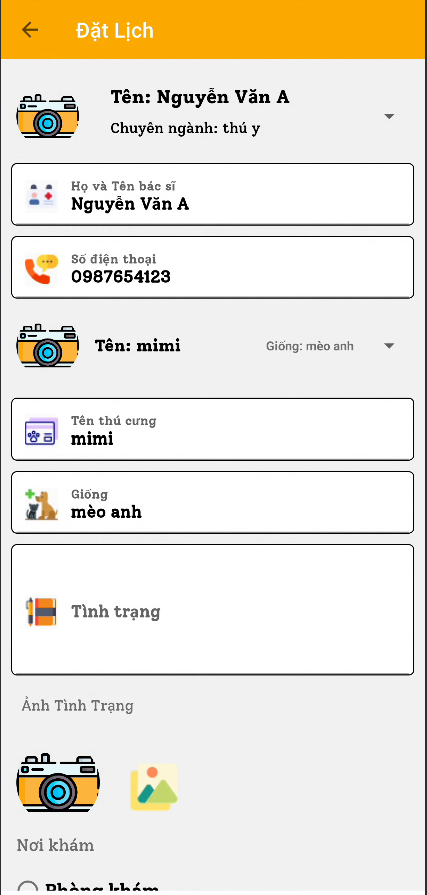 Đặt Lịch
Tên: Nguyễn Văn A
Chuyên ngành: thú y
Họ và Tên bác sĩ
Nguyễn Văn A
Số điện thoại
0987654123
Tên: mimi
Giống: mèo anh
Tên thú cưng
mimi
Giống
mèo anh
Tình trạng
Ảnh Tình Trạng
Nơi khám
Phòng khám